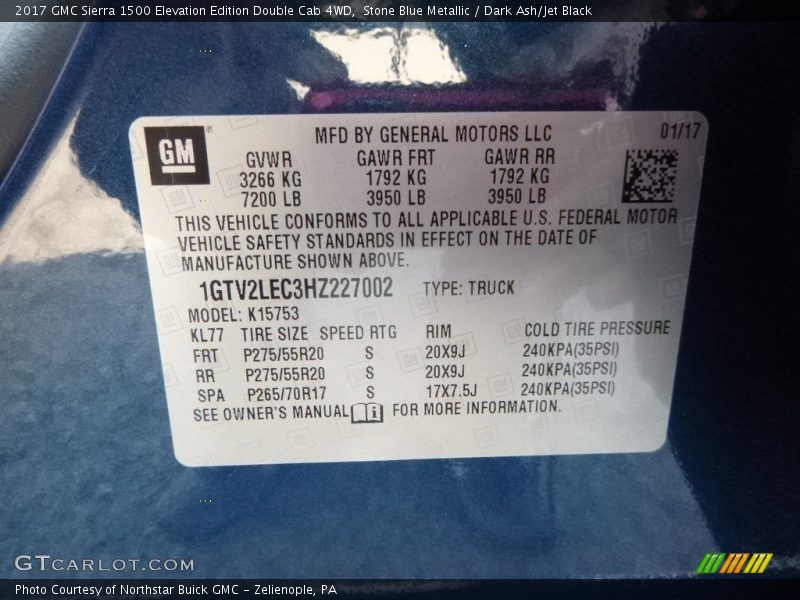 2017 GMC Sierra 1500 Elevation Edition Double Cab 4WD, Stone Blue Metallic / Dark Ash/Jet Black
GM® MFD BY GENERAL MOTORS LLC 01/17
GVWR GAWR FRT GAWR RR
3266 KG 1792 KG 1792 KG
7200 LB 3950 LB 3950 LB
THIS VEHICLE CONFORMS TO ALL APPLICABLE U.S. FEDERAL MOTOR
VEHICLE SAFETY STANDARDS IN EFFECT ON THE DATE OF
MANUFACTURE SHOWN ABOVE.
1GTV2LEC3HZ227002 TYPE: TRUCK
MODEL: K15753
KL77 TIRE SIZE SPEED RTG RIM COLD TIRE PRESSURE
FRT P275/55R20 S 20X9J 240KPA(35PSI)
RR P275/55R20 S 20X9J 240KPA(35PSI)
SPA P265/70R17 S 17X7.5J 240KPA(35PSI)
SEE OWNER'S MANUAL FOR MORE INFORMATION.
GTCARLOT.COM
Photo Courtesy of Northstar Buick GMC - Zelienople, PA